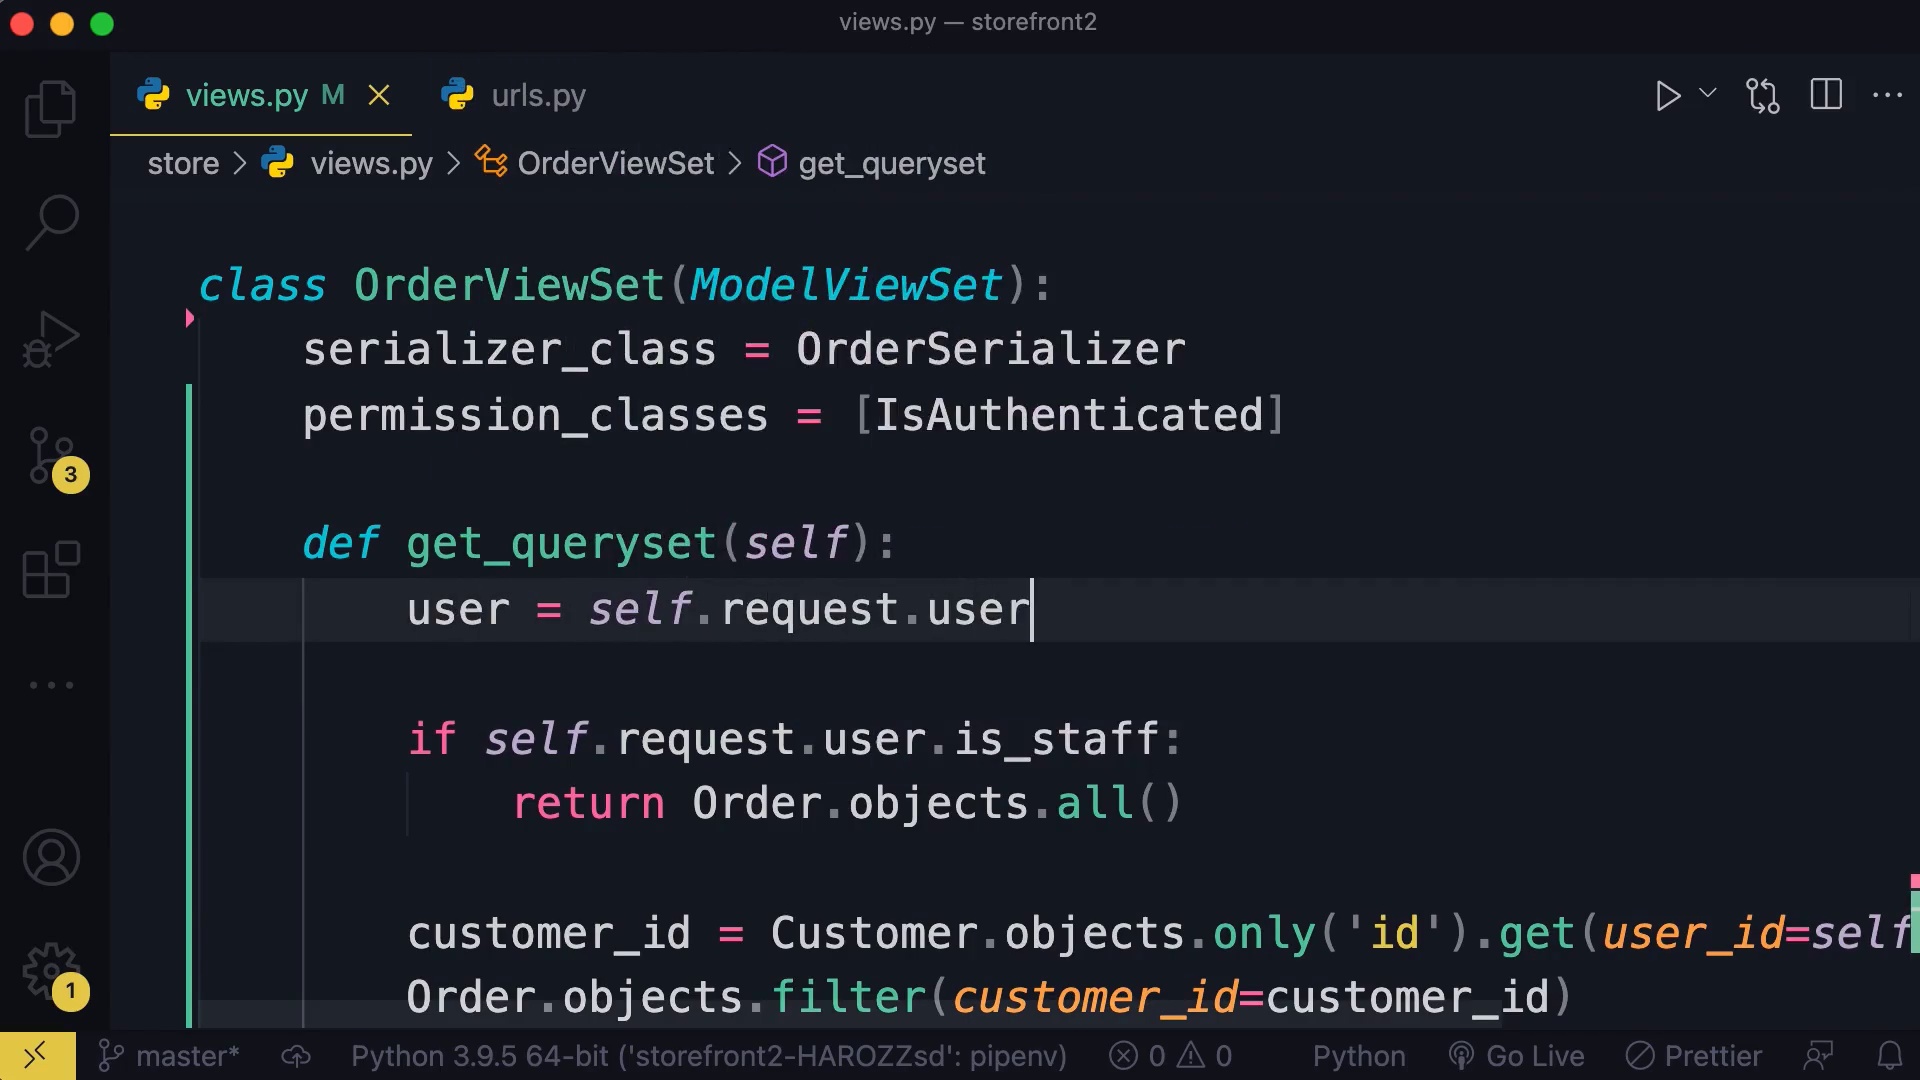 views.py — storefront2
views.py M urls.py
store > views.py > OrderViewSet > get_queryset
class OrderViewSet(ModelViewSet):
serializer_class = OrderSerializer
permission_classes = [IsAuthenticated]
def get_queryset(self):
user = self.request.user
if self.request.user.is_staff:
return Order.objects.all()
customer_id = Customer.objects.only('id').get(user_id=self
Order.objects.filter(customer_id=customer_id)
3
1
master* Python 3.9.5 64-bit ('storefront2-HAROZZsd': pipenv) 0 0 Python Go Live Prettier